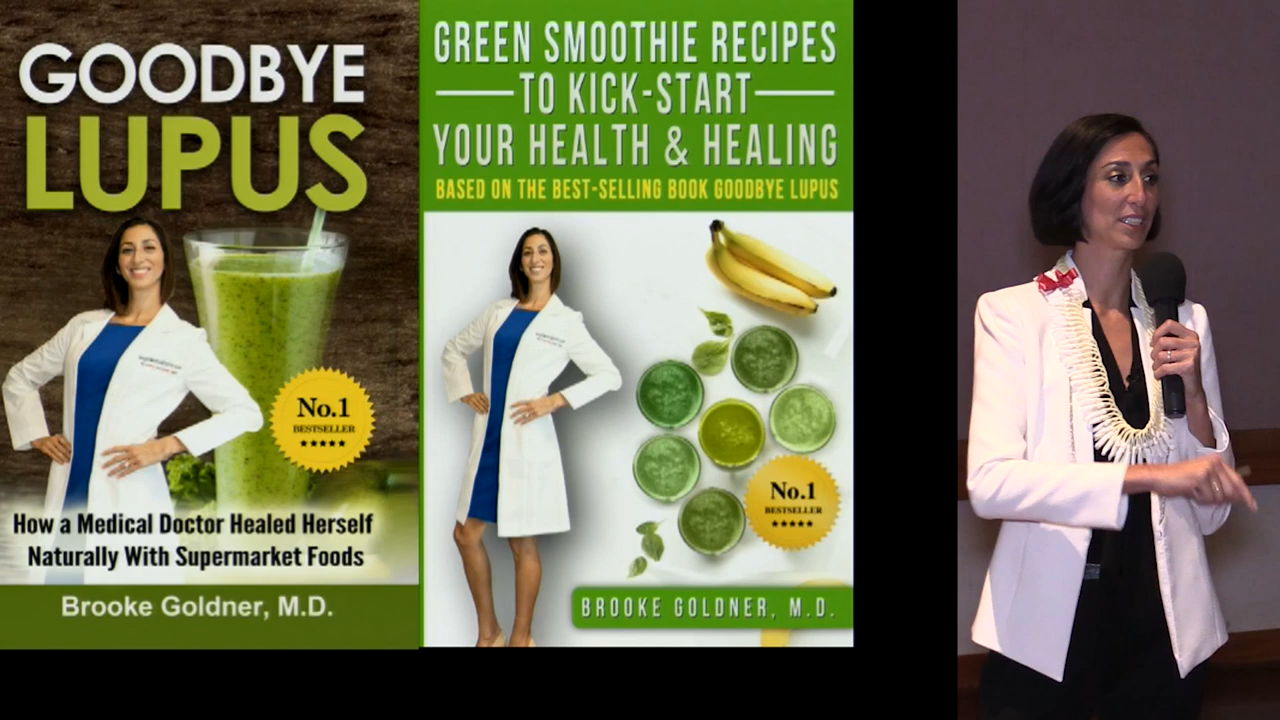 GOODBYE
LUPUS
No.1
BESTSELLER
How a Medical Doctor Healed Herself
Naturally With Supermarket Foods
Brooke Goldner, M.D.
GREEN SMOOTHIE RECIPES
TO KICK-START
YOUR HEALTH & HEALING
BASED ON THE BEST-SELLING BOOK GOODBYE LUPUS
No.1
BESTSELLER
BROOKE GOLDNER, M.D.